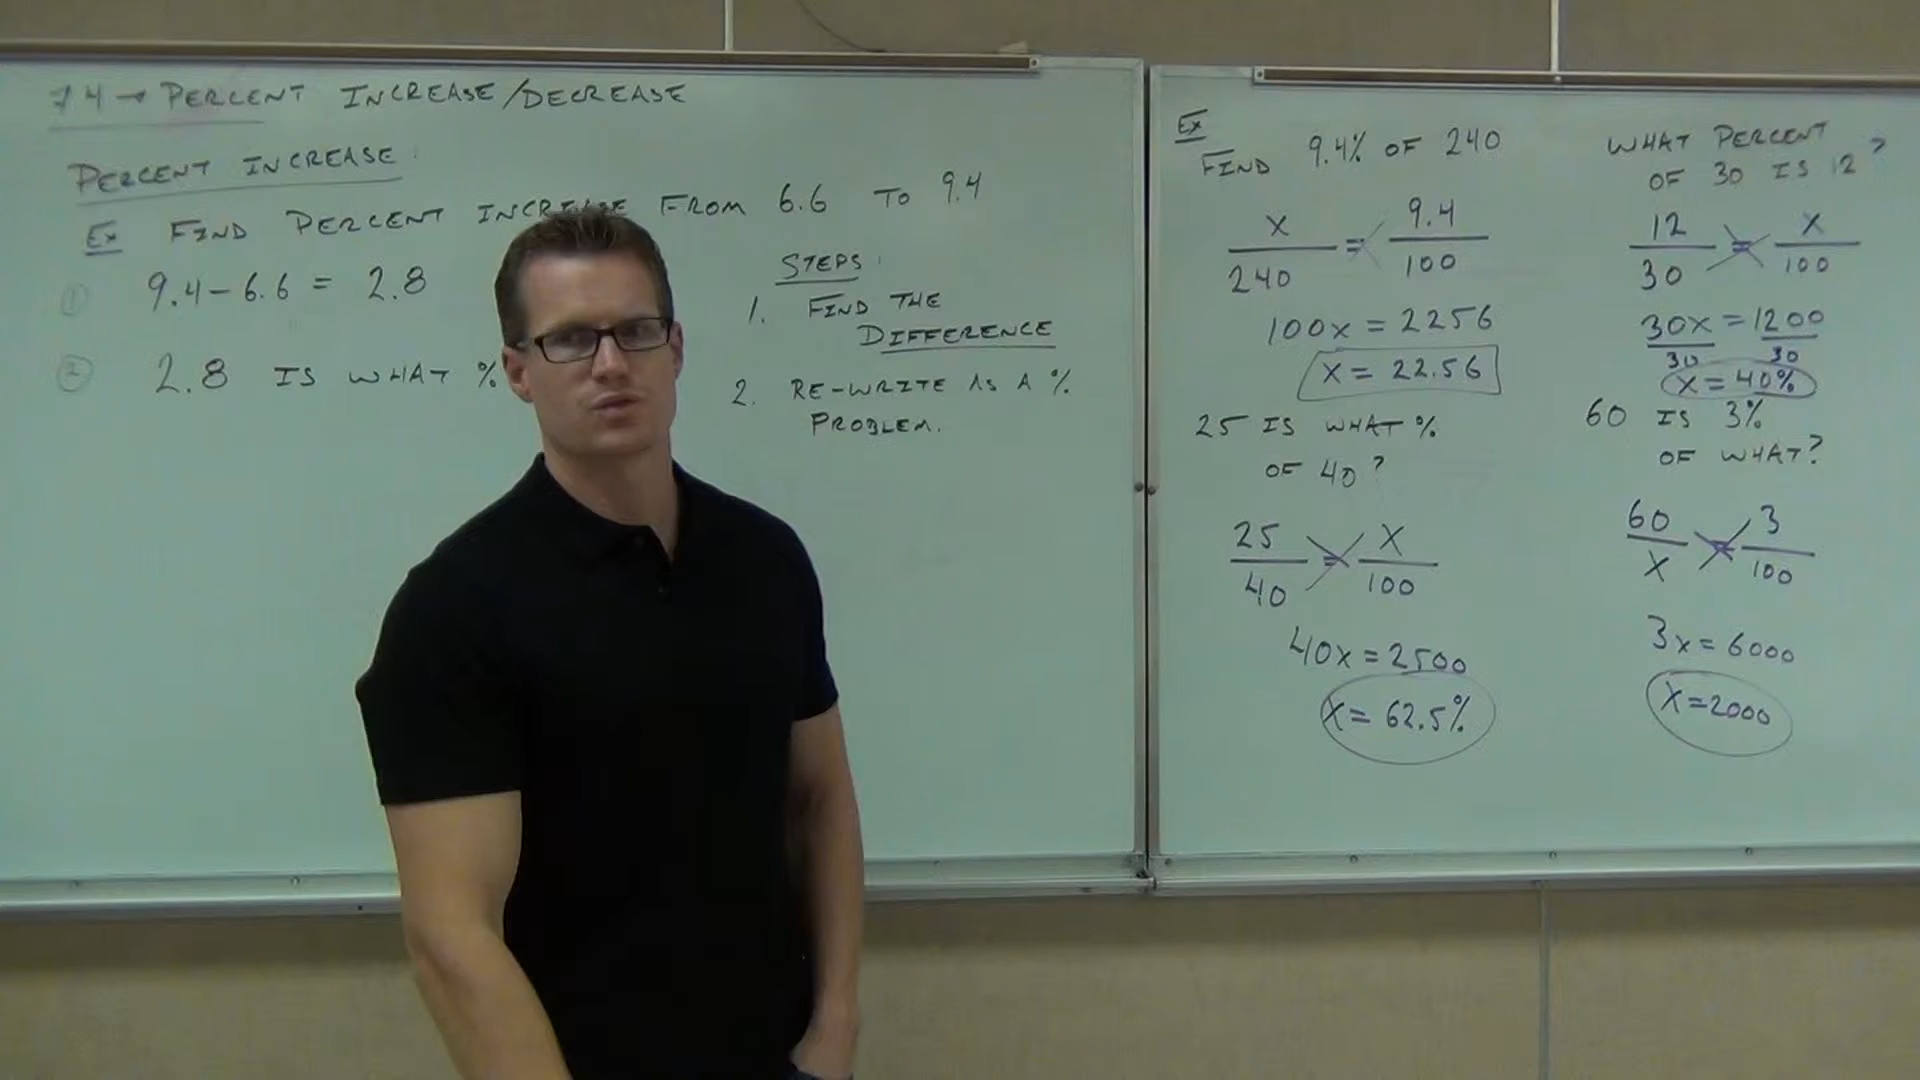 7.4 → PERCENT INCREASE/DECREASE
PERCENT INCREASE:
Ex FIND PERCENT INCREASE FROM 6.6 TO 9.4
① 9.4 - 6.6 = 2.8
② 2.8 IS WHAT %
STEPS:
1. FIND THE
DIFFERENCE
2. RE-WRITE AS A %
PROBLEM.
Ex
FIND 9.4% OF 240
x/240 = 9.4/100
100x = 2256
x = 22.56
25 IS WHAT %
OF 40?
25/40 = x/100
40x = 2500
x = 62.5%
WHAT PERCENT
OF 30 IS 12?
12/30 = x/100
30x = 1200
30 30
x = 40%
60 IS 3%
OF WHAT?
60/x = 3/100
3x = 6000
x = 2000